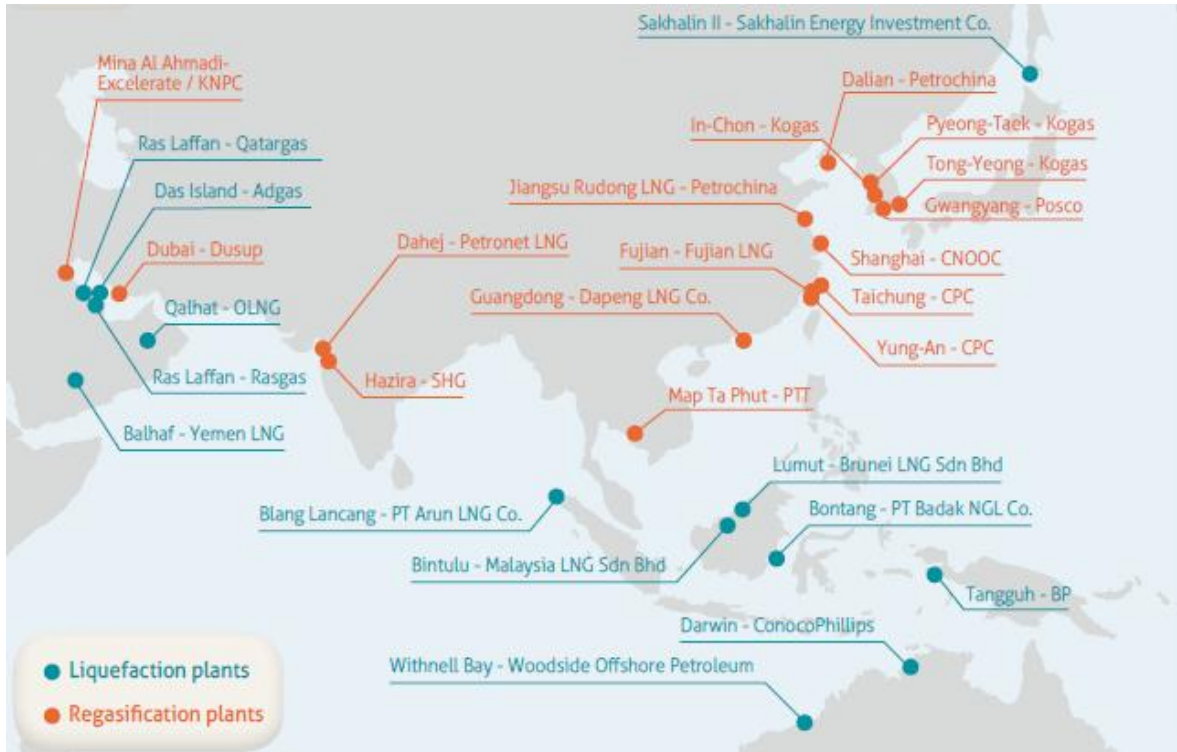 Sakhalin II - Sakhalin Energy Investment Co.
Mina Al Ahmadi-
Excelerate / KNPC
Dalian - Petrochina
In-Chon - Kogas
Pyeong-Taek - Kogas
Ras Laffan - Qatargas
Tong-Yeong - Kogas
Jiangsu Rudong LNG - Petrochina
Das Island - Adgas
Gwangyang - Posco
Dahej - Petronet LNG
Dubai - Dusup
Fujian - Fujian LNG
Shanghai - CNOOC
Guangdong - Dapeng LNG Co.
Taichung - CPC
Qalhat - OLNG
Yung-An - CPC
Ras Laffan - Rasgas
Hazira - SHG
Map Ta Phut - PTT
Balhaf - Yemen LNG
Lumut - Brunei LNG Sdn Bhd
Blang Lancang - PT Arun LNG Co.
Bontang - PT Badak NGL Co.
Bintulu - Malaysia LNG Sdn Bhd
Tangguh - BP
Darwin - ConocoPhillips
Withnell Bay - Woodside Offshore Petroleum
Liquefaction plants
Regasification plants